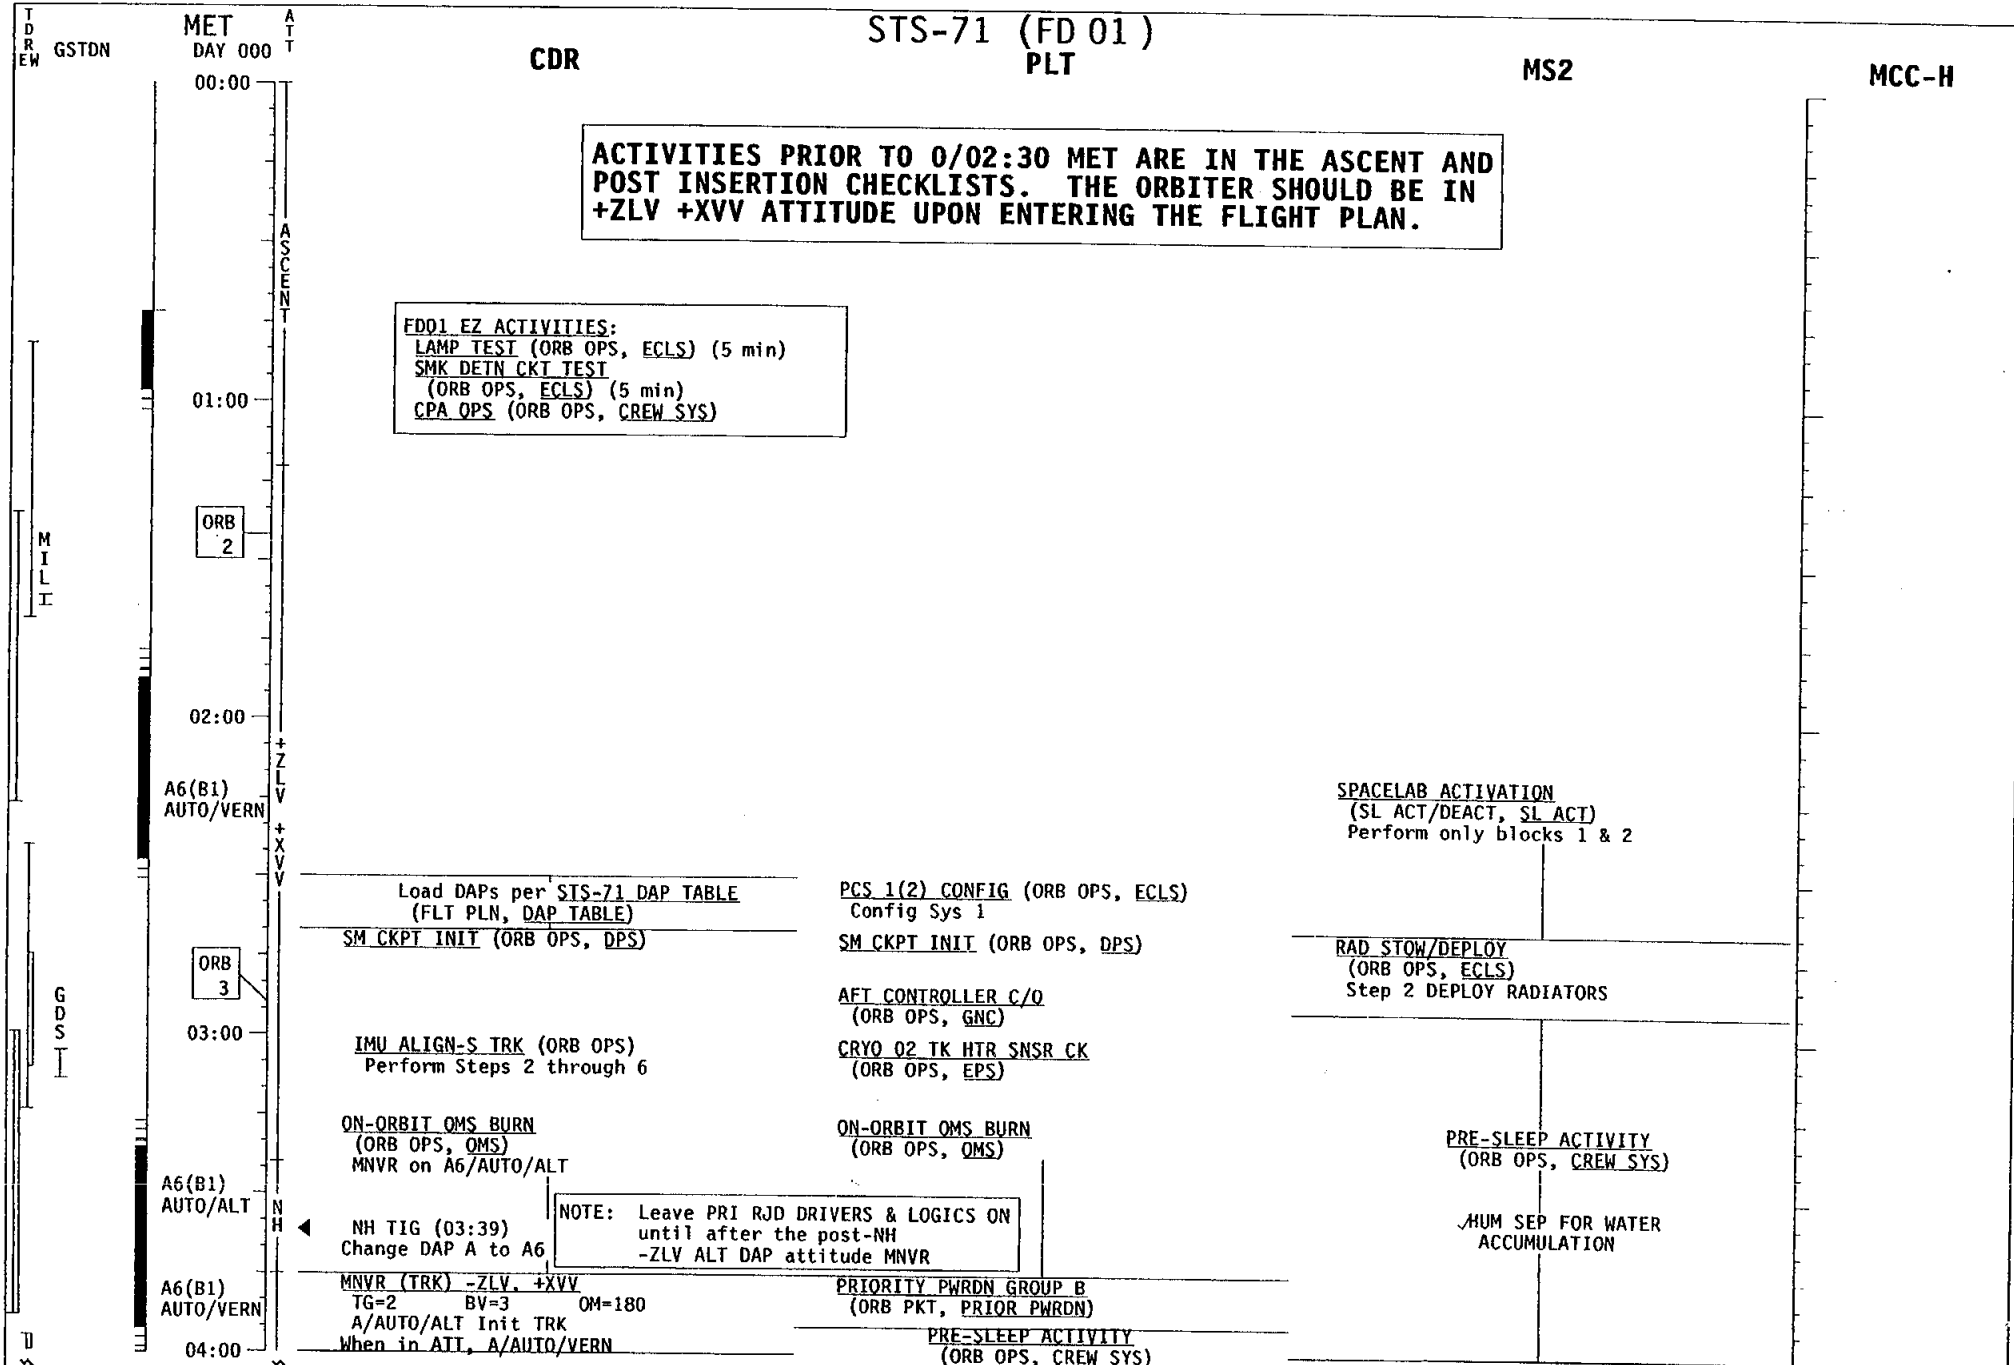 STS-71 (FD 01)
T
D
R
EW
GSTDN
MET
DAY 000
A
T
T
CDR
PLT
MS2
MCC-H
00:00
ACTIVITIES PRIOR TO 0/02:30 MET ARE IN THE ASCENT AND
POST INSERTION CHECKLISTS. THE ORBITER SHOULD BE IN
+ZLV +XVV ATTITUDE UPON ENTERING THE FLIGHT PLAN.
ASCENT
FD01 EZ ACTIVITIES:
LAMP TEST (ORB OPS, ECLS) (5 min)
SMK DETN CKT TEST
(ORB OPS, ECLS) (5 min)
CPA OPS (ORB OPS, CREW SYS)
01:00
ORB
2
MIL
02:00
+ZLV +XVV
A6(B1)
AUTO/VERN
SPACELAB ACTIVATION
(SL ACT/DEACT, SL ACT)
Perform only blocks 1 & 2
Load DAPs per STS-71 DAP TABLE
(FLT PLN, DAP TABLE)
PCS 1(2) CONFIG (ORB OPS, ECLS)
Config Sys 1
SM CKPT INIT (ORB OPS, DPS)
SM CKPT INIT (ORB OPS, DPS)
RAD STOW/DEPLOY
(ORB OPS, ECLS)
Step 2 DEPLOY RADIATORS
ORB
3
GDS
AFT CONTROLLER C/O
(ORB OPS, GNC)
03:00
IMU ALIGN-S TRK (ORB OPS)
Perform Steps 2 through 6
CRYO O2 TK HTR SNSR CK
(ORB OPS, EPS)
ON-ORBIT OMS BURN
(ORB OPS, OMS)
MNVR on A6/AUTO/ALT
ON-ORBIT OMS BURN
(ORB OPS, OMS)
PRE-SLEEP ACTIVITY
(ORB OPS, CREW SYS)
A6(B1)
AUTO/ALT
NH
NH TIG (03:39)
Change DAP A to A6
NOTE: Leave PRI RJD DRIVERS & LOGICS ON
until after the post-NH
-ZLV ALT DAP attitude MNVR
✓HUM SEP FOR WATER
ACCUMULATION
A6(B1)
AUTO/VERN
MNVR (TRK) -ZLV, +XVV
TG=2 BV=3 OM=180
A/AUTO/ALT Init TRK
When in ATT, A/AUTO/VERN
PRIORITY PWRDN GROUP B
(ORB PKT, PRIOR PWRDN)
PRE-SLEEP ACTIVITY
(ORB OPS, CREW SYS)
04:00